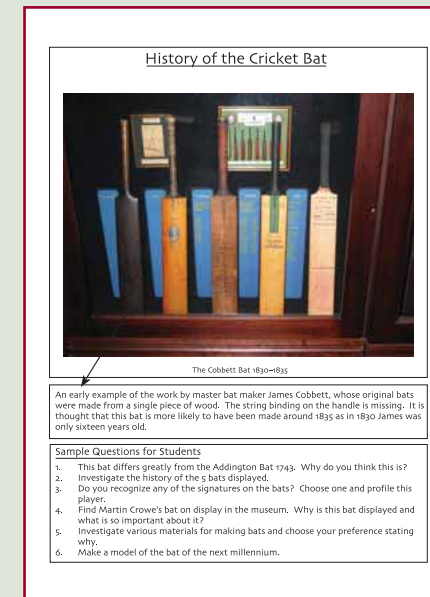 History of the Cricket Bat
The Cobbett Bat 1830–1835
An early example of the work by master bat maker James Cobbett, whose original bats
were made from a single piece of wood. The string binding on the handle is missing. It is
thought that this bat is more likely to have been made around 1835 as in 1830 James was
only sixteen years old.
Sample Questions for Students
1. This bat differs greatly from the Addington Bat 1743. Why do you think this is?
2. Investigate the history of the 5 bats displayed.
3. Do you recognize any of the signatures on the bats? Choose one and profile this
player.
4. Find Martin Crowe's bat on display in the museum. Why is this bat displayed and
what is so important about it?
5. Investigate various materials for making bats and choose your preference stating
why.
6. Make a model of the bat of the next millennium.